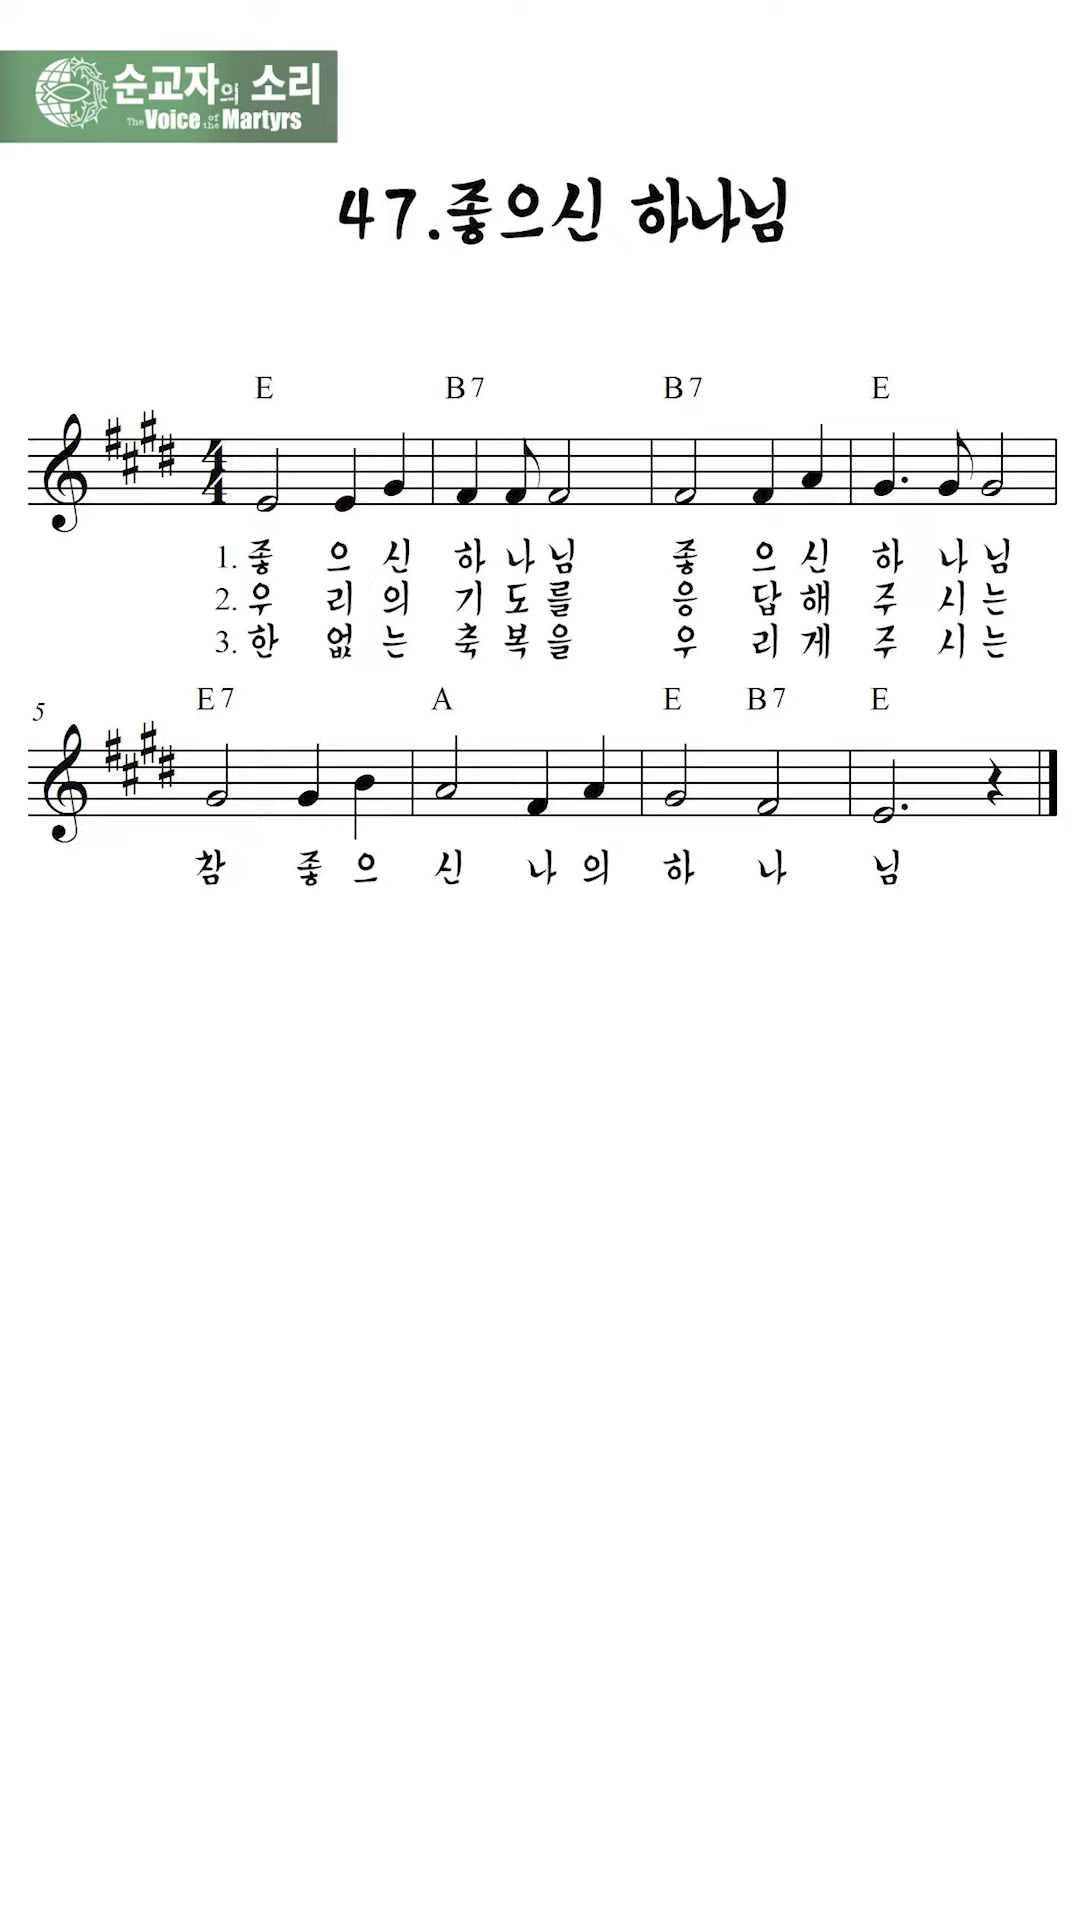 순교자의 소리
The Voice of the Martyrs
47.좋으신 하나님
E B7 B7 E
4
4
1. 좋 으 신 하 나 님 좋 으 신 하 나 님
2. 우 리 의 기 도 를 응 답 해 주 시 는
3. 한 없 는 축 복 을 우 리 게 주 시 는
5 E7 A E B7 E
참 좋 으 신 나 의 하 나 님